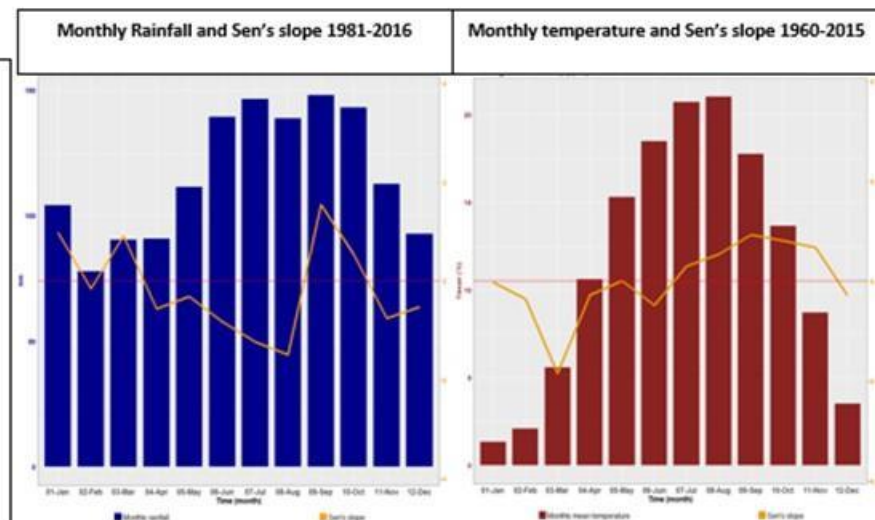 Monthly Rainfall and Sen's slope 1981-2016
Monthly temperature and Sen's slope 1960-2015
150
100
50
0
01-Jan 02-Feb 03-Mar 04-Apr 05-May 06-Jun 07-Jul 08-Aug 09-Sep 10-Oct 11-Nov 12-Dec
Time (month)
Monthly rainfall Sen's slope
20
10
0
01-Jan 02-Feb 03-Mar 04-Apr 05-May 06-Jun 07-Jul 08-Aug 09-Sep 10-Oct 11-Nov 12-Dec
Time (month)
Monthly mean temperature Sen's slope